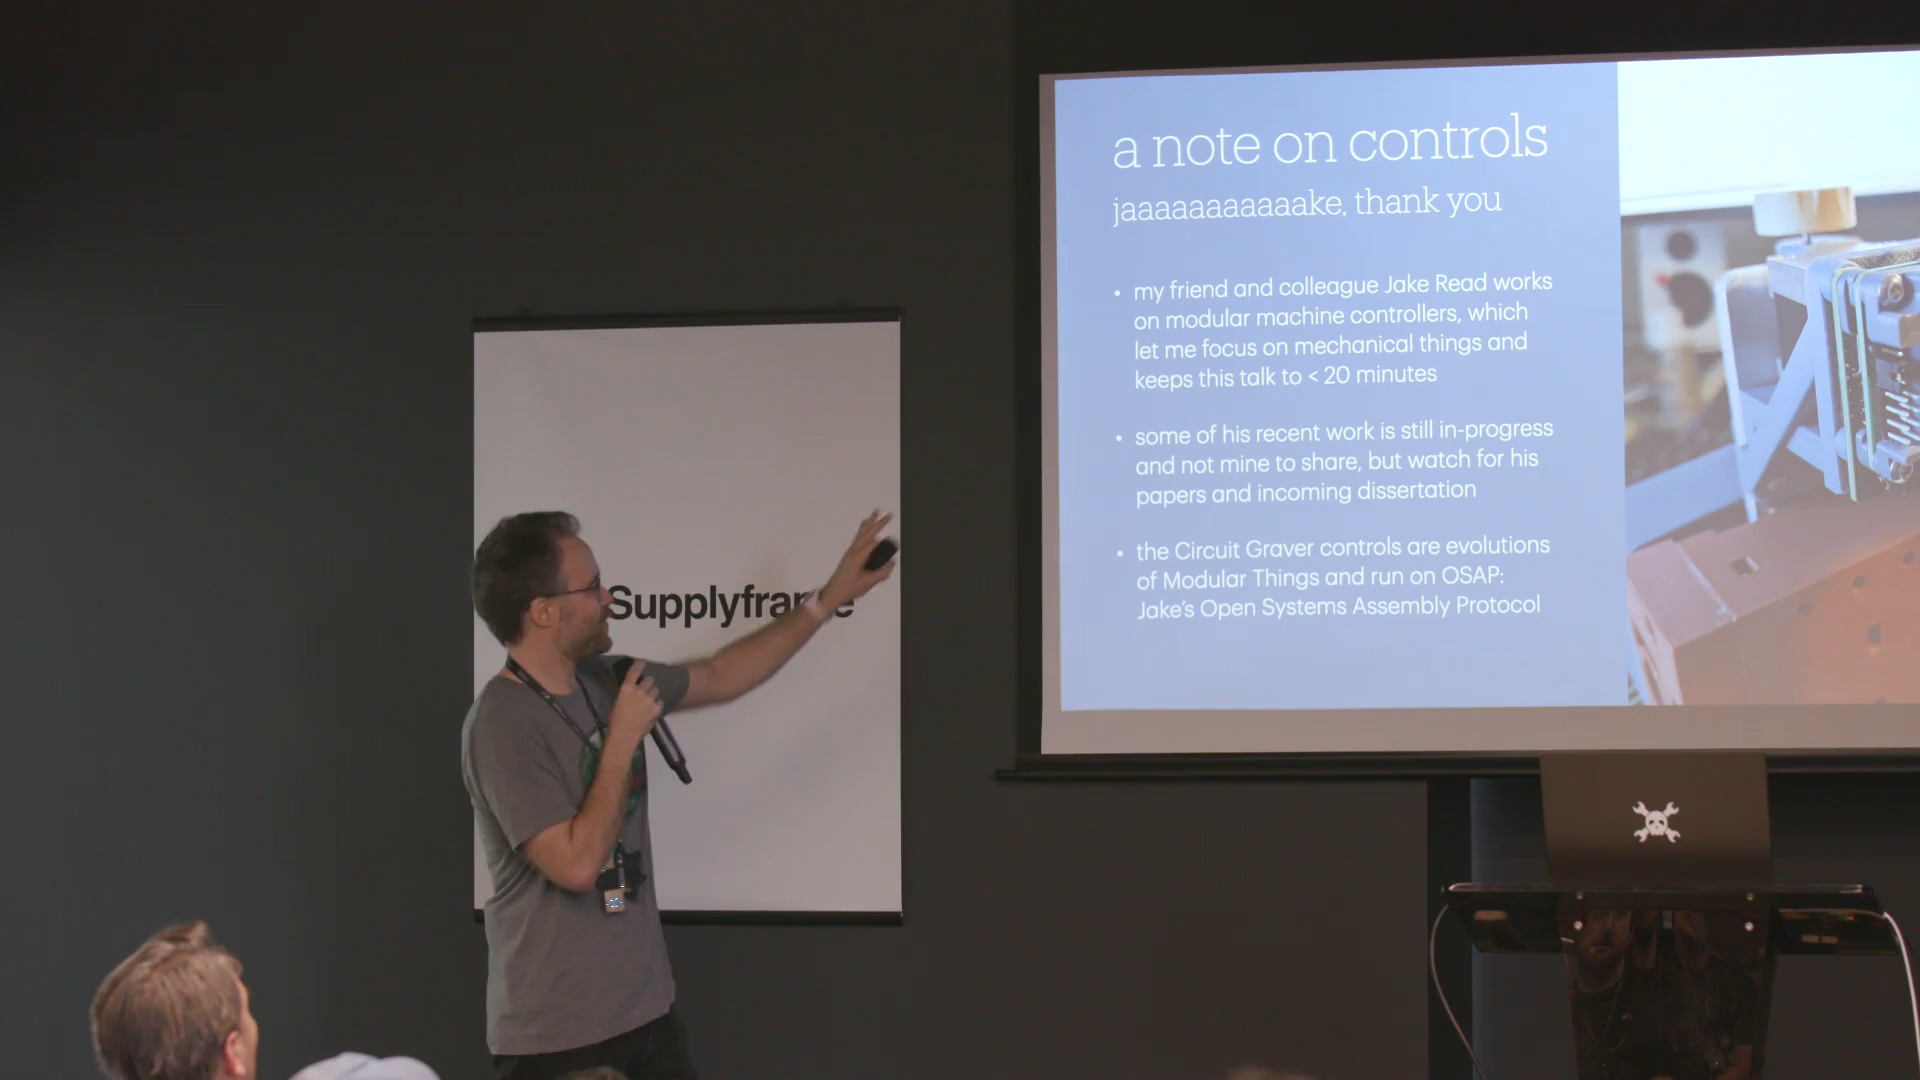 a note on controls
jaaaaaaaaaaake, thank you
• my friend and colleague Jake Read works
on modular machine controllers, which
let me focus on mechanical things and
keeps this talk to < 20 minutes
• some of his recent work is still in-progress
and not mine to share, but watch for his
papers and incoming dissertation
• the Circuit Graver controls are evolutions
of Modular Things and run on OSAP:
Jake's Open Systems Assembly Protocol
Supplyframe